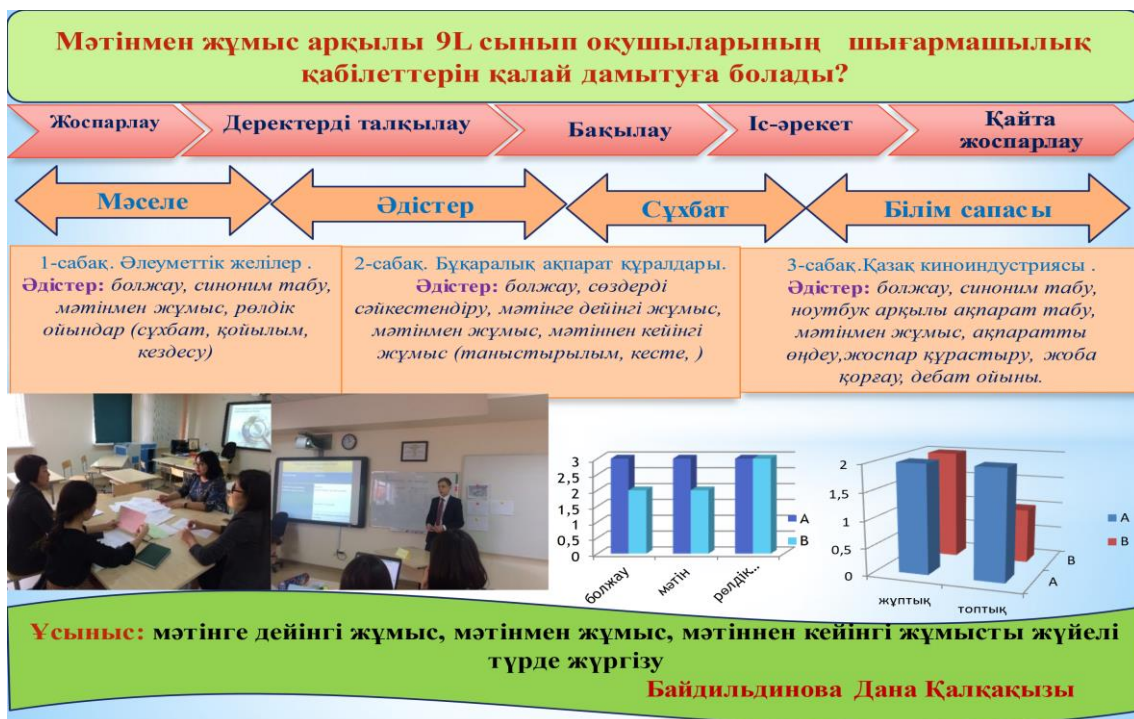 Мәтінмен жұмыс арқылы 9L сынып оқушыларының шығармашылық
қабілеттерін қалай дамытуға болады?
Жоспарлау
Деректерді талқылау
Бақылау
Іс-әрекет
Қайта
жоспарлау
Мәселе
Әдістер
Сұхбат
Білім сапасы
1-сабақ. Әлеуметтік желілер .
Әдістер: болжау, синоним табу,
мәтінмен жұмыс, рөлдік
ойындар (сұхбат, қойылым,
кездесу)
2-сабақ. Бұқаралық ақпарат құралдары.
Әдістер: болжау, сөздерді
сәйкестендіру, мәтінге дейінгі жұмыс,
мәтінмен жұмыс, мәтіннен кейінгі
жұмыс (таныстырылым, кесте, )
3-сабақ.Қазақ киноиндустриясы .
Әдістер: болжау, синоним табу,
ноутбук арқылы ақпарат табу,
мәтінмен жұмыс, ақпаратты
өңдеу,жоспар құрастыру, жоба
қорғау, дебат ойыны.
3
2,5
2
1,5
1
0,5
0
болжау
мәтін
рөлдік...
A
B
2
1,5
1
0,5
0
жұптық
топтық
A
B
B
A
Ұсыныс: мәтінге дейінгі жұмыс, мәтінмен жұмыс, мәтіннен кейінгі жұмысты жүйелі
түрде жүргізу
Байдильдинова Дана Қалқақызы